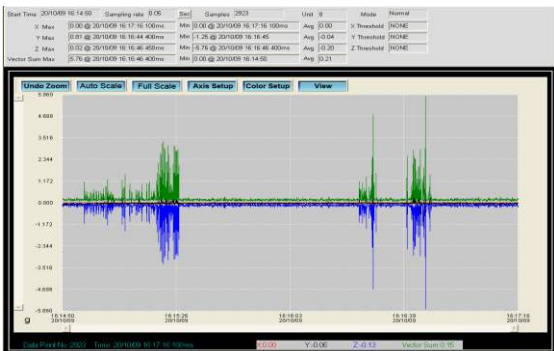 Start Time 20/10/09 16:14:50 Sampling rate 0.05 Sec Samples 2923 Unit g Mode Normal
X Max 0.00 @ 20/10/09 16:17:16:100ms Min 0.00 @ 20/10/09 16:17:16:100ms Avg 0.00 X Threshold NONE
Y Max 0.81 @ 20/10/09 16:16:44:400ms Min -1.25 @ 20/10/09 16:16:45 Avg -0.04 Y Threshold NONE
Z Max 0.02 @ 20/10/09 16:16:46:450ms Min -5.76 @ 20/10/09 16:16:46:400ms Avg -0.20 Z Threshold NONE
Vector Sum Max 5.76 @ 20/10/09 16:16:46:400ms Min 0.00 @ 20/10/09 16:14:50 Avg 0.21
Undo Zoom Auto Scale Full Scale Axis Setup Color Setup View
5.860
4.688
3.516
2.344
1.172
0.000
-1.172
-2.344
-3.516
-4.688
-5.860
g
16:14:50 16:15:26 16:16:03 16:16:39 16:17:16
20/10/09 20/10/09 20/10/09 20/10/09 20/10/09
Data Point No. 2923 Time 20/10/09 16:17:16:100ms X:0.00 Y:-0.06 Z:-0.13 Vector Sum:0.15